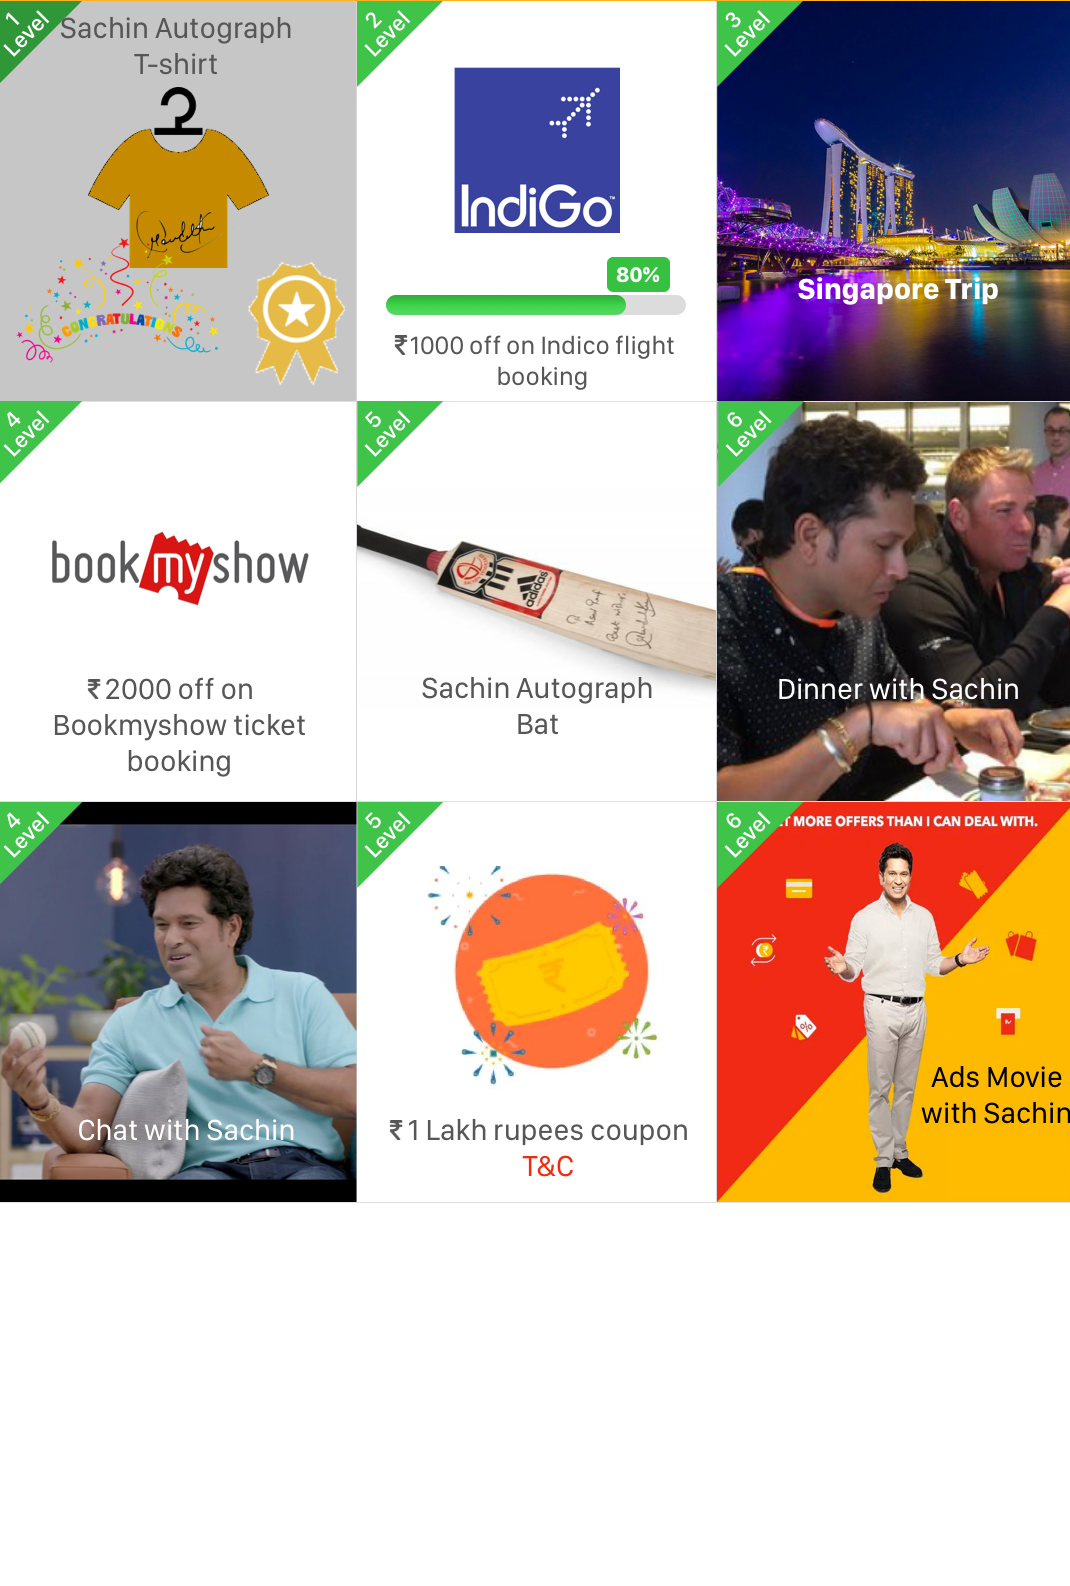 1
Level
Sachin Autograph
T-shirt
CONGRATULATIONS
2
Level
IndiGo
80%
₹1000 off on Indico flight
booking
3
Level
Singapore Trip
4
Level
bookmyshow
₹2000 off on
Bookmyshow ticket
booking
5
Level
adidas
Best wishes
Sachin Autograph
Bat
6
Level
Dinner with Sachin
4
Level
Chat with Sachin
5
Level
₹1 Lakh rupees coupon
T&C
6
Level
MORE OFFERS THAN I CAN DEAL WITH.
Ads Movie
with Sachin